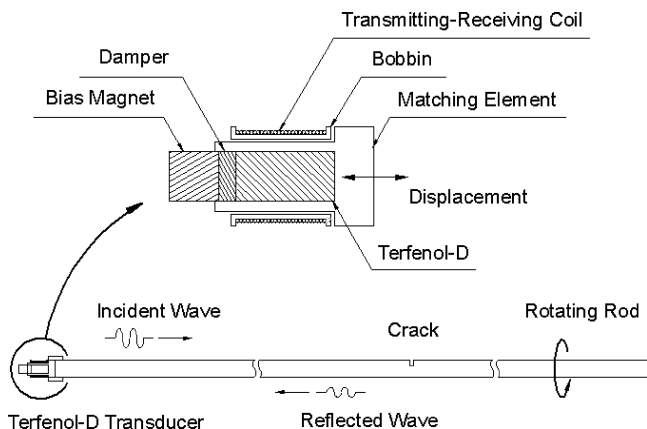 Transmitting-Receiving Coil
Damper
Bobbin
Bias Magnet
Matching Element
Displacement
Terfenol-D
Incident Wave
Crack
Rotating Rod
Terfenol-D Transducer
Reflected Wave